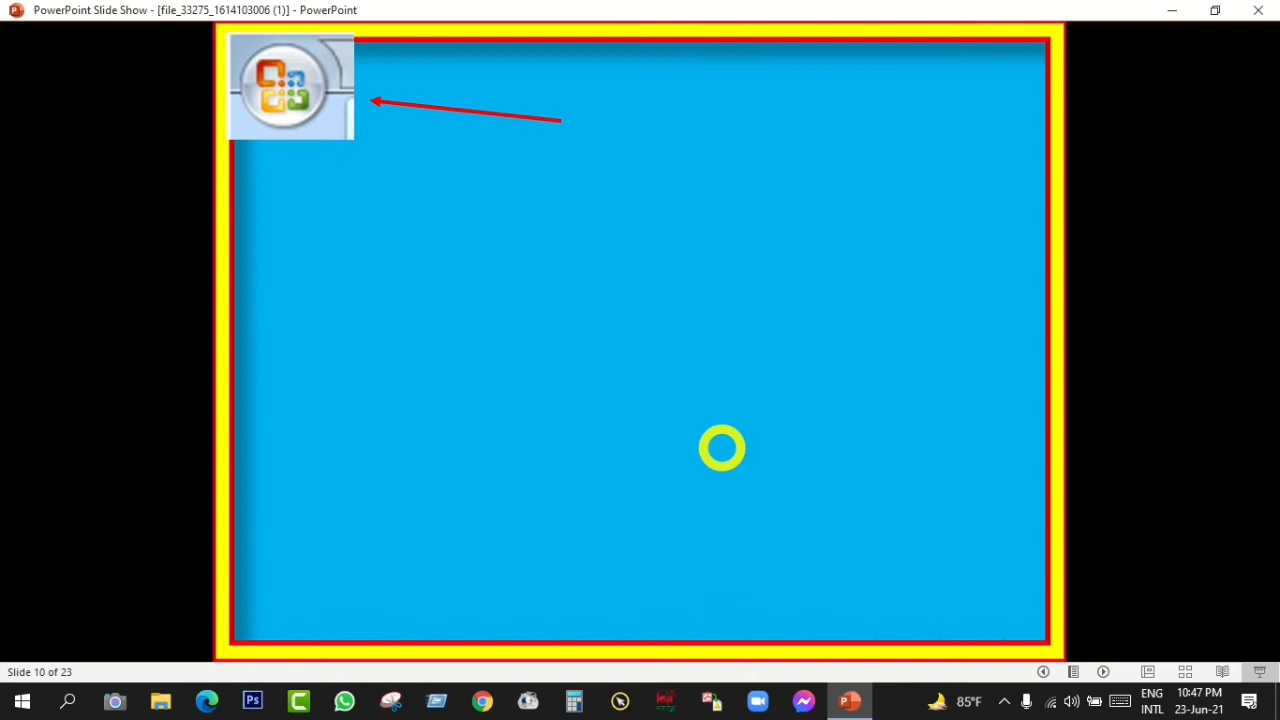 PowerPoint Slide Show - [file_33275_1614103006 (1)] - PowerPoint
Slide 10 of 23
85°F
ENG
INTL
10:47 PM
23-Jun-21